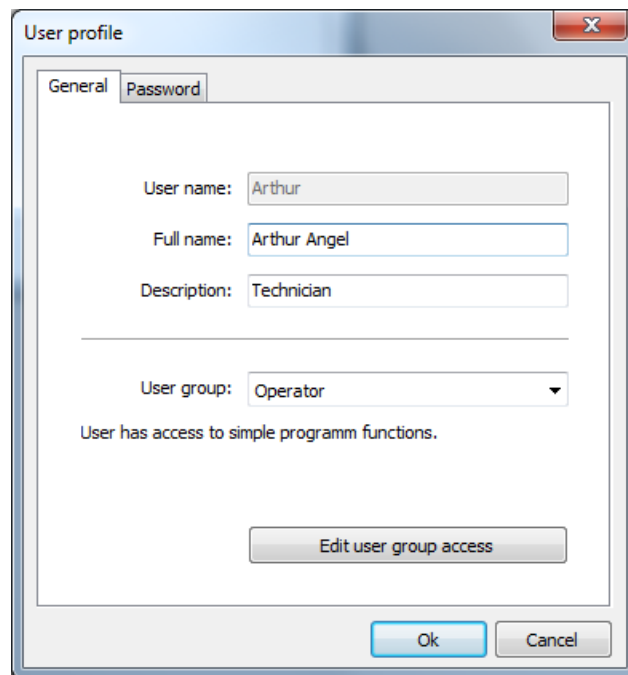 User profile
General Password
User name: Arthur
Full name: Arthur Angel
Description: Technician
User group: Operator
User has access to simple programm functions.
Edit user group access
Ok Cancel